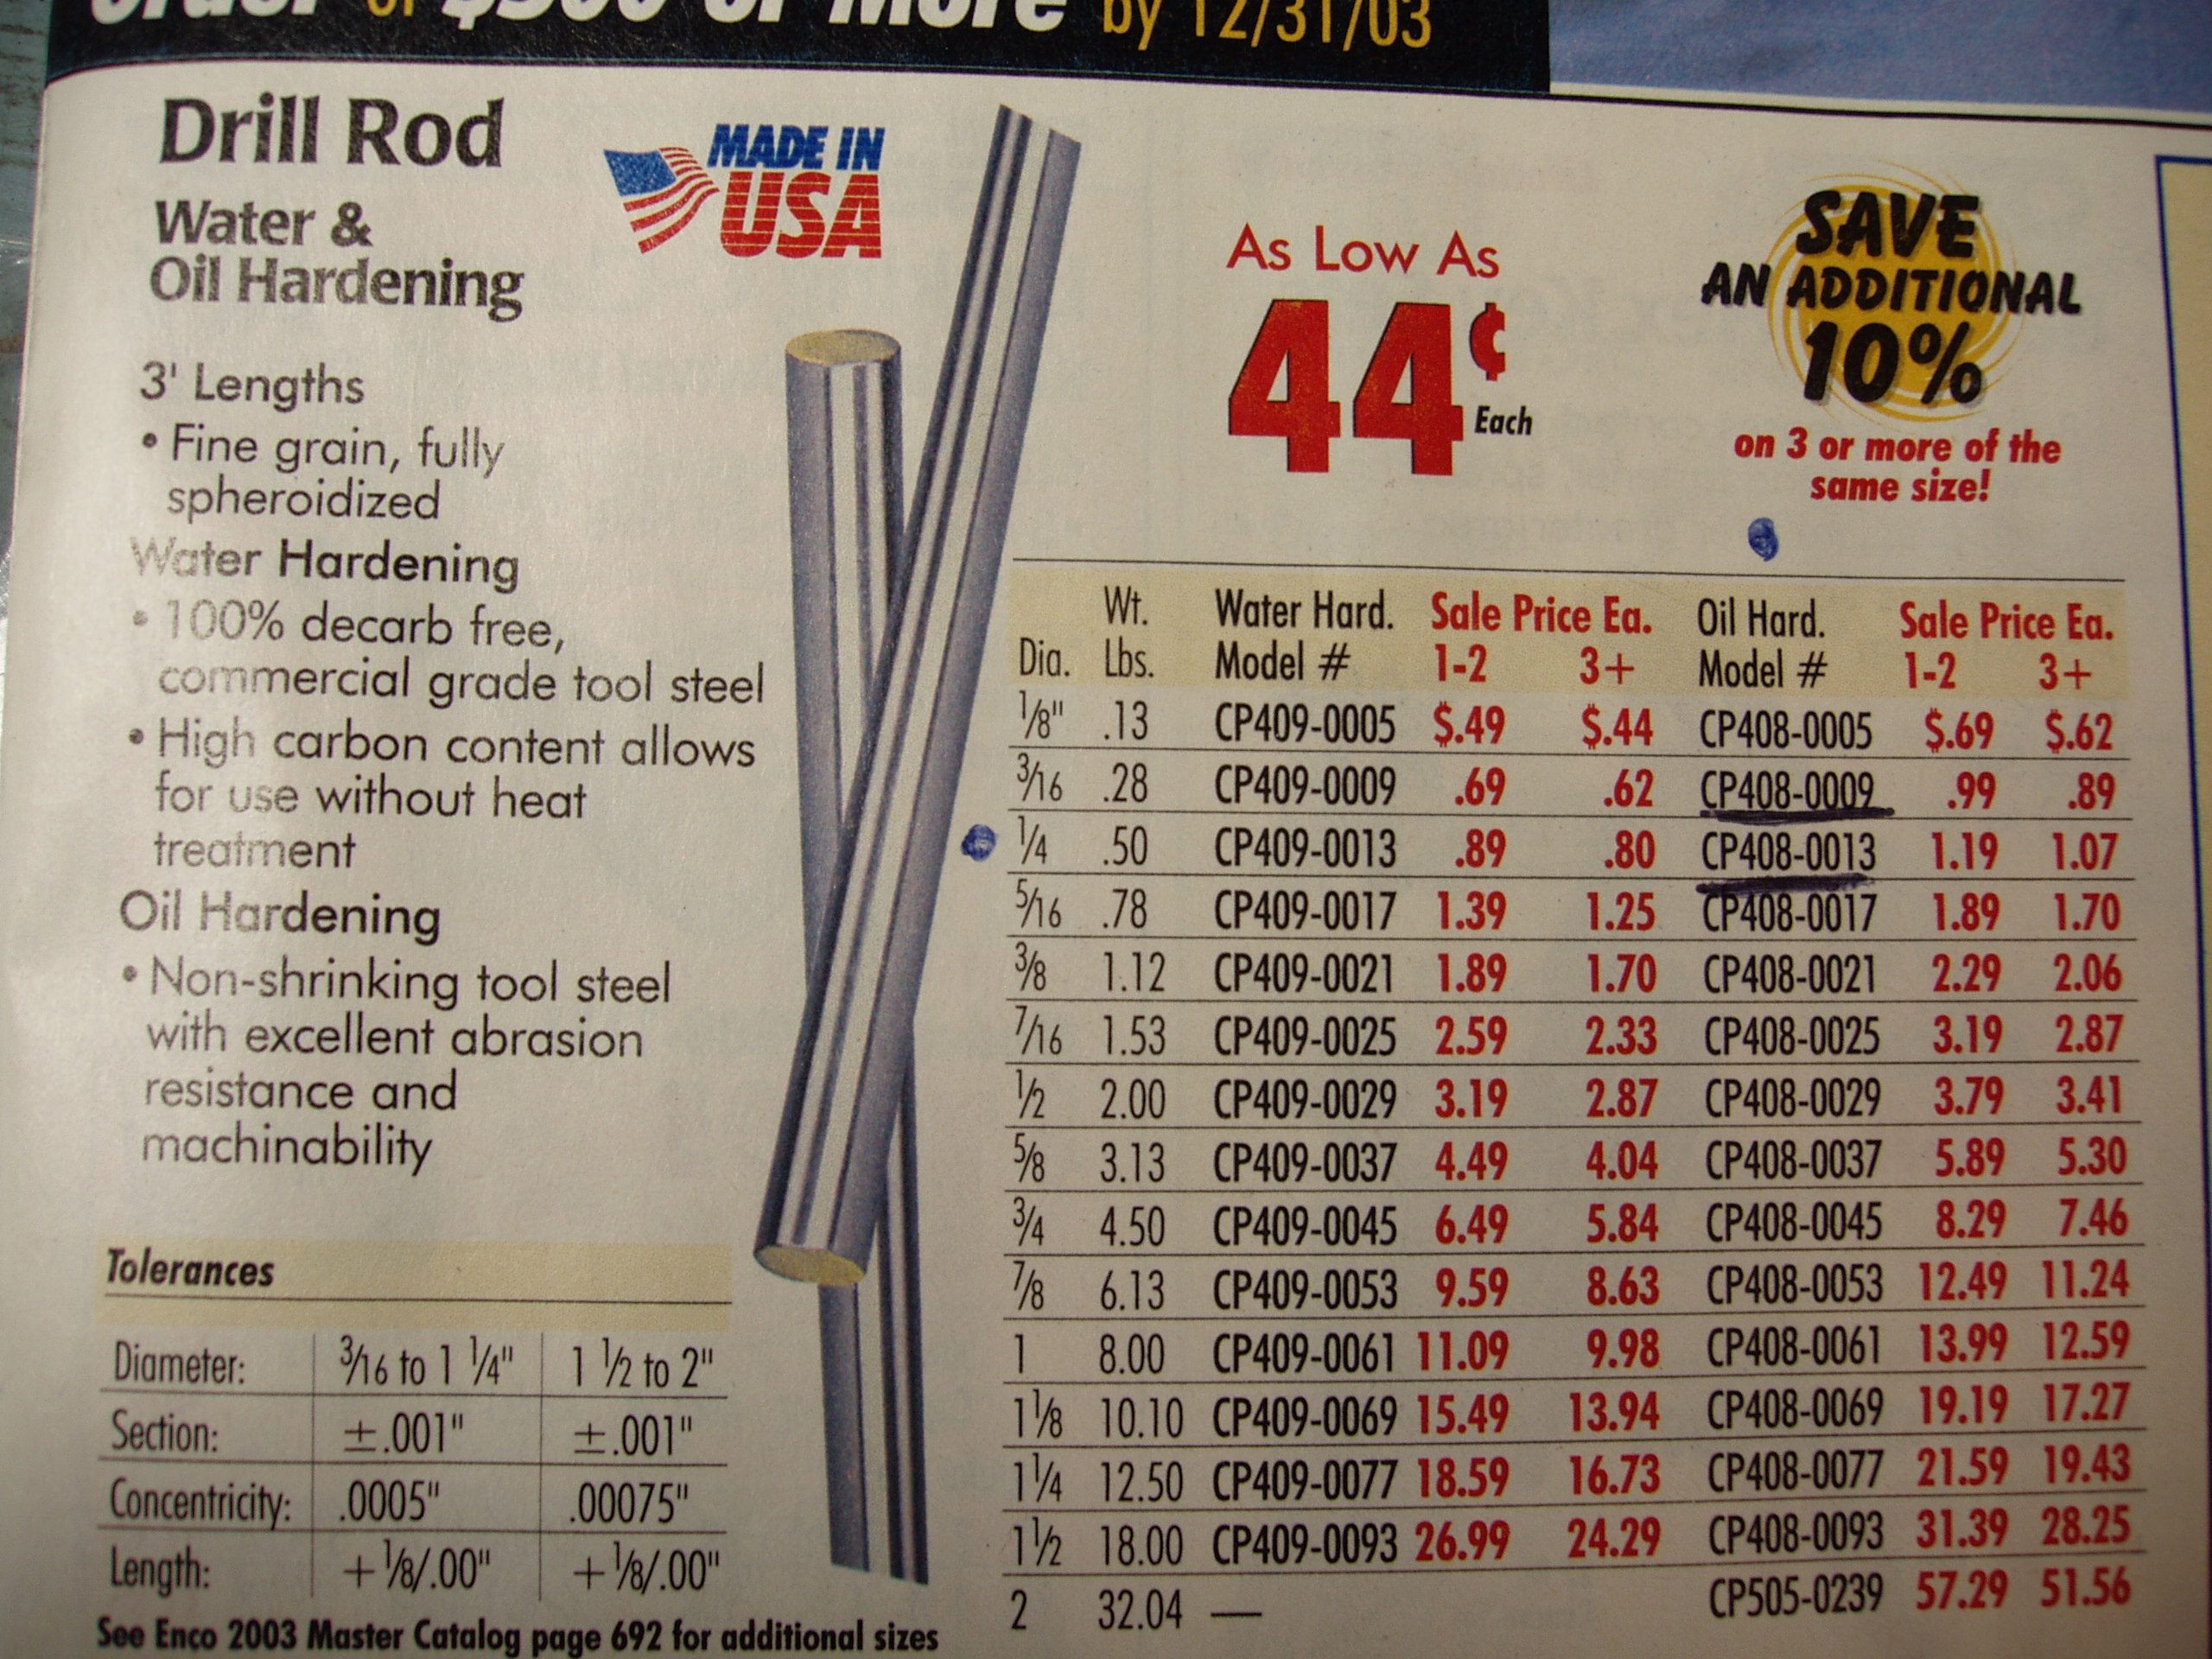 Order of $300 or More by 12/31/03
Drill Rod
Water &
Oil Hardening
MADE IN
USA
3' Lengths
• Fine grain, fully
spheroidized
Water Hardening
• 100% decarb free,
commercial grade tool steel
• High carbon content allows
for use without heat
treatment
Oil Hardening
• Non-shrinking tool steel
with excellent abrasion
resistance and
machinability
Tolerances
Diameter: 3/16 to 1 1/4" 1 1/2 to 2"
Section: ±.001" ±.001"
Concentricity: .0005" .00075"
Length: +1/8/.00" +1/8/.00"
See Enco 2003 Master Catalog page 692 for additional sizes
As Low As
44¢
Each
SAVE
AN ADDITIONAL
10%
on 3 or more of the
same size!
Wt. Water Hard. Sale Price Ea. Oil Hard. Sale Price Ea.
Dia. Lbs. Model # 1-2 3+ Model # 1-2 3+
1/8" .13 CP409-0005 $.49 $.44 CP408-0005 $.69 $.62
3/16 .28 CP409-0009 .69 .62 CP408-0009 .99 .89
1/4 .50 CP409-0013 .89 .80 CP408-0013 1.19 1.07
5/16 .78 CP409-0017 1.39 1.25 CP408-0017 1.89 1.70
3/8 1.12 CP409-0021 1.89 1.70 CP408-0021 2.29 2.06
7/16 1.53 CP409-0025 2.59 2.33 CP408-0025 3.19 2.87
1/2 2.00 CP409-0029 3.19 2.87 CP408-0029 3.79 3.41
5/8 3.13 CP409-0037 4.49 4.04 CP408-0037 5.89 5.30
3/4 4.50 CP409-0045 6.49 5.84 CP408-0045 8.29 7.46
7/8 6.13 CP409-0053 9.59 8.63 CP408-0053 12.49 11.24
1 8.00 CP409-0061 11.09 9.98 CP408-0061 13.99 12.59
1 1/8 10.10 CP409-0069 15.49 13.94 CP408-0069 19.19 17.27
1 1/4 12.50 CP409-0077 18.59 16.73 CP408-0077 21.59 19.43
1 1/2 18.00 CP409-0093 26.99 24.29 CP408-0093 31.39 28.25
2 32.04 — CP505-0239 57.29 51.56